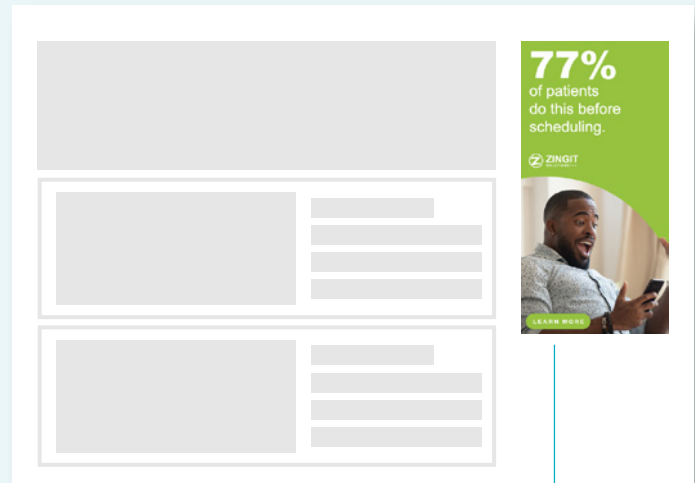 77%
of patients
do this before
scheduling.
ZINGIT
LEARN MORE